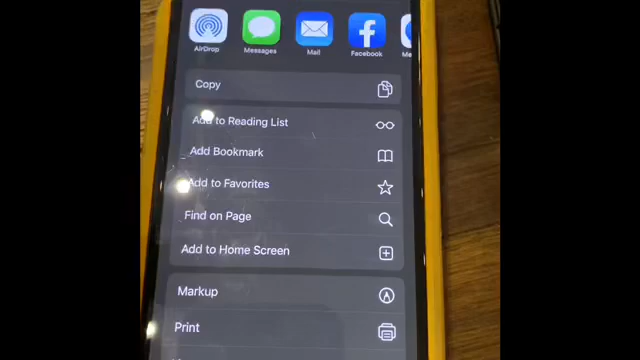 AirDrop
Messages
Mail
Facebook
Me
Copy
Add to Reading List
Add Bookmark
Add to Favorites
Find on Page
Add to Home Screen
Markup
Print